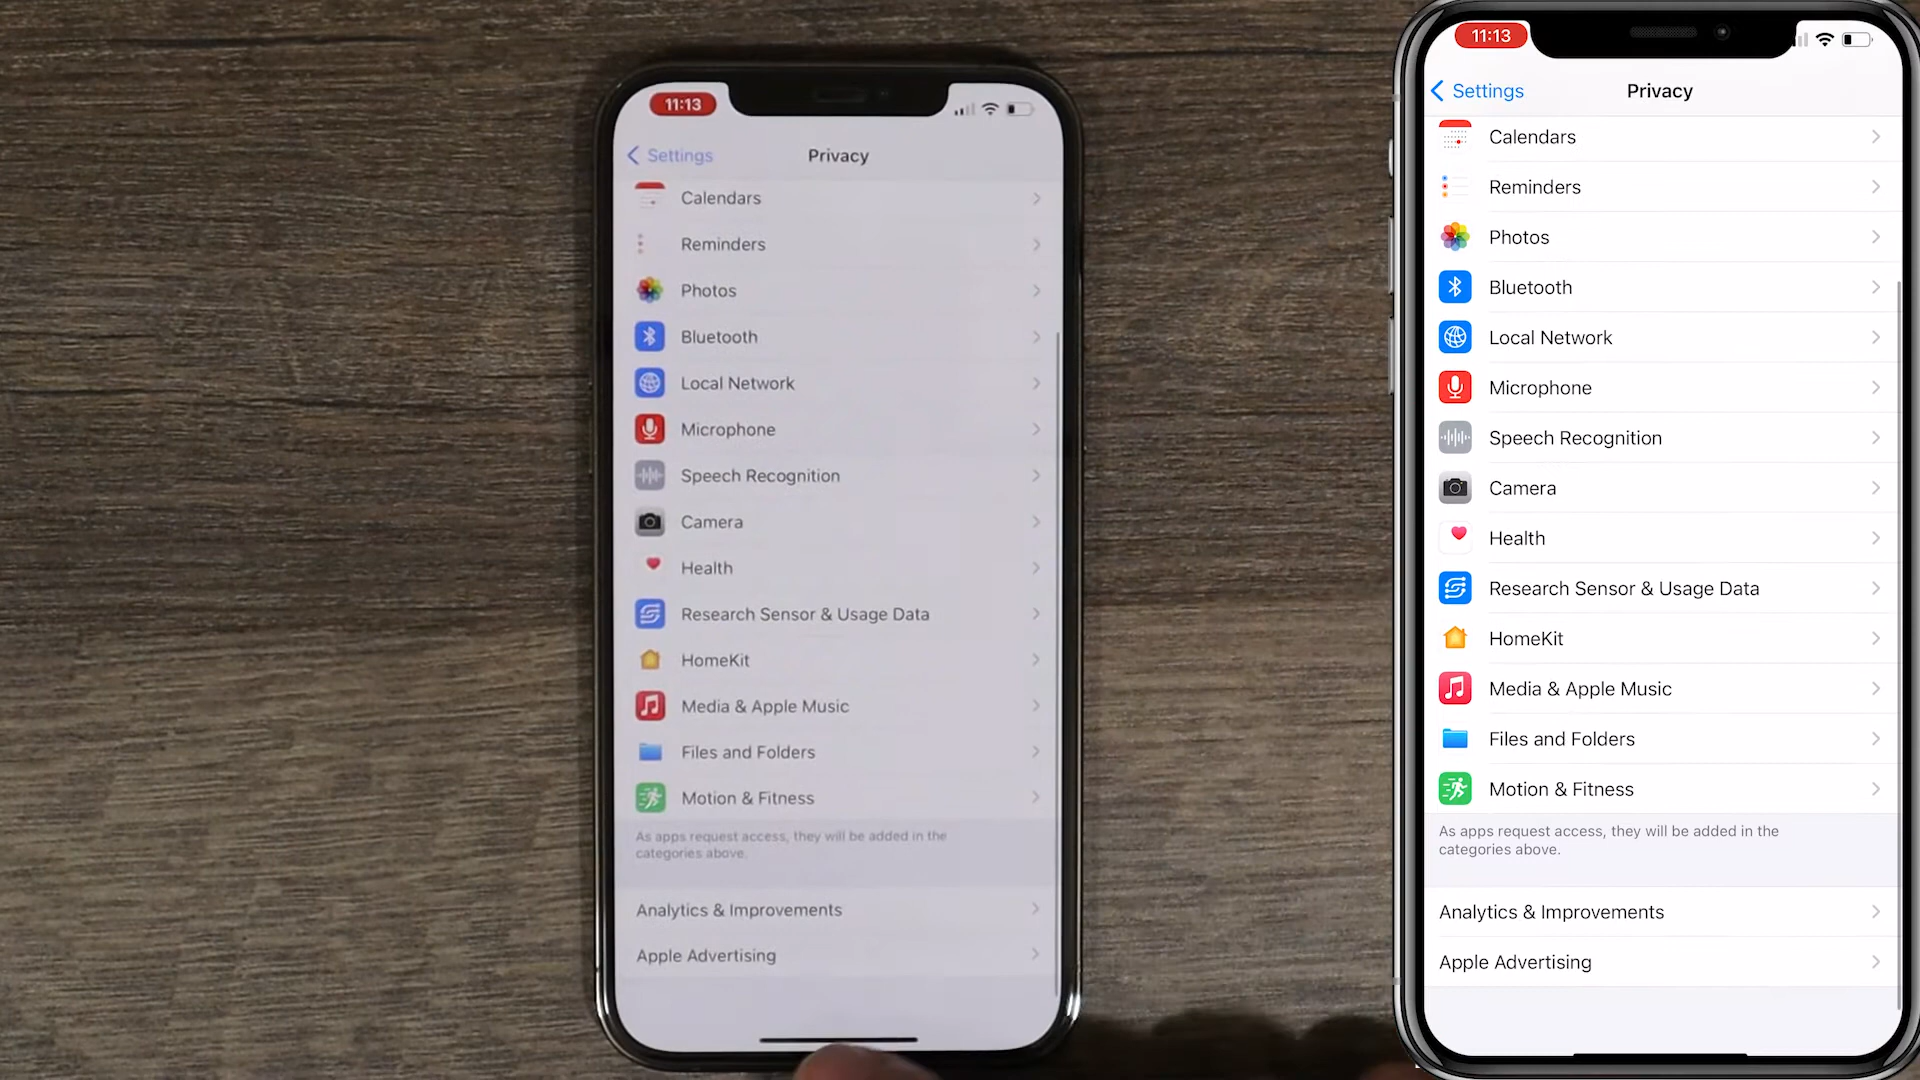 11:13
Settings
Privacy
Calendars
Reminders
Photos
Bluetooth
Local Network
Microphone
Speech Recognition
Camera
Health
Research Sensor & Usage Data
HomeKit
Media & Apple Music
Files and Folders
Motion & Fitness
As apps request access, they will be added in the
categories above.
Analytics & Improvements
Apple Advertising
11:13
Settings
Privacy
Calendars
Reminders
Photos
Bluetooth
Local Network
Microphone
Speech Recognition
Camera
Health
Research Sensor & Usage Data
HomeKit
Media & Apple Music
Files and Folders
Motion & Fitness
As apps request access, they will be added in the
categories above.
Analytics & Improvements
Apple Advertising